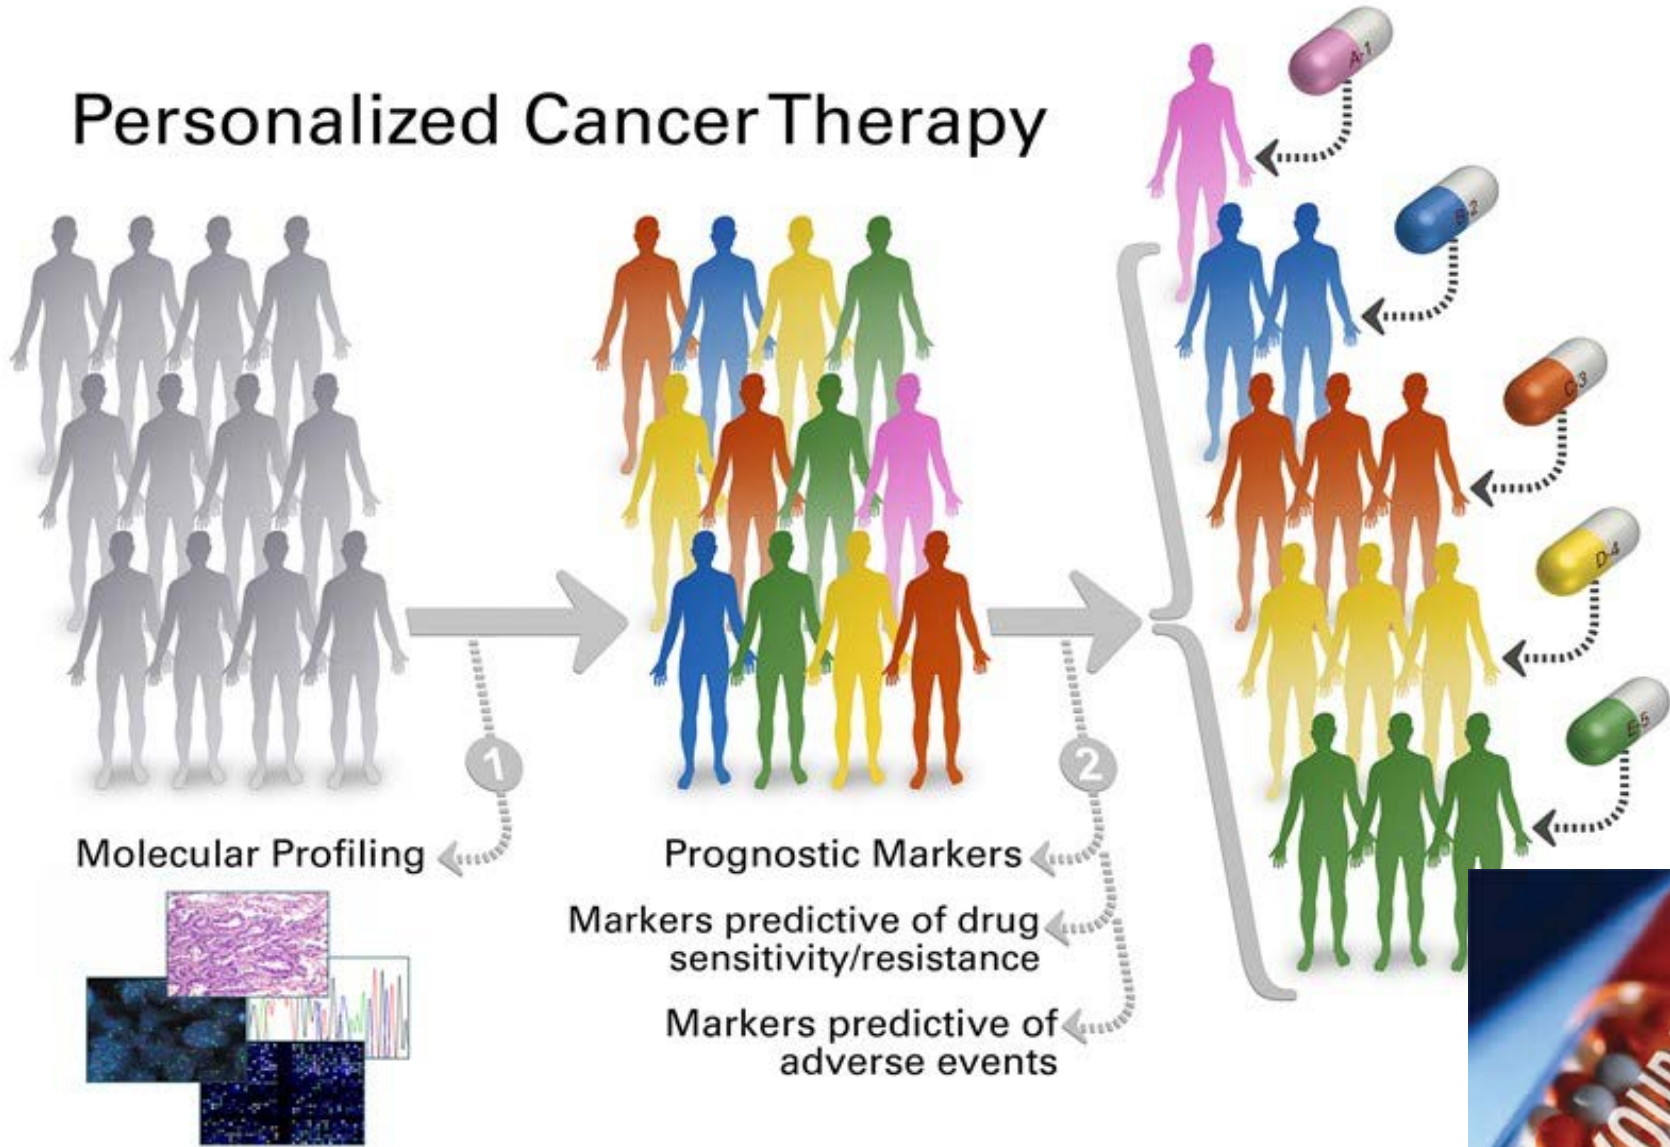 Personalized Cancer Therapy
A-1
B-2
C-3
D-4
E-5
1
2
Molecular Profiling
Prognostic Markers
Markers predictive of drug
sensitivity/resistance
Markers predictive of
adverse events
YOUR